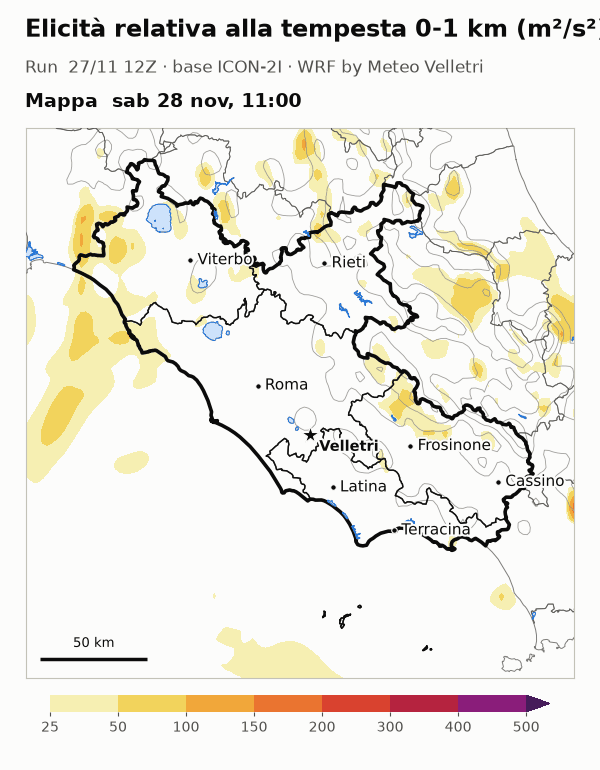 Elicità relativa alla tempesta 0-1 km (m²/s²)
Run  27/11 12Z · base ICON-2I · WRF by Meteo Velletri
Mappa  sab 28 nov, 11:00
Viterbo
Rieti
Roma
Velletri
Frosinone
Cassino
Latina
Terracina
50 km
25 50 100 150 200 300 400 500